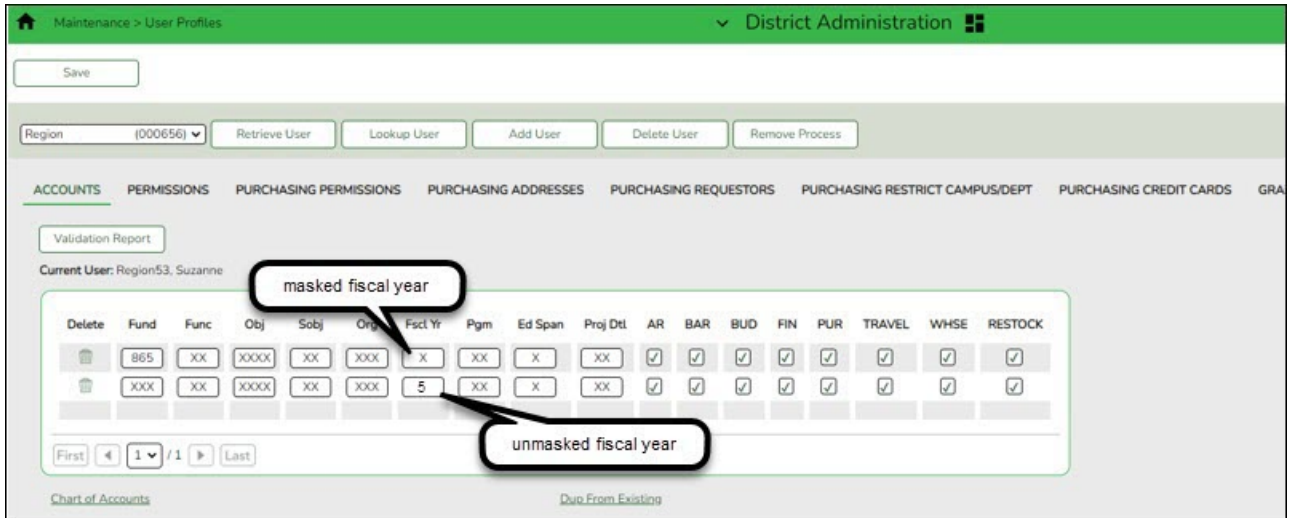 Maintenance > User Profiles
District Administration
Save
Region (000656) Retrieve User Lookup User Add User Delete User Remove Process
ACCOUNTS PERMISSIONS PURCHASING PERMISSIONS PURCHASING ADDRESSES PURCHASING REQUESTORS PURCHASING RESTRICT CAMPUS/DEPT PURCHASING CREDIT CARDS GRA
Validation Report
Current User: Region53, Suzanne
masked fiscal year
Delete Fund Func Obj Sobj Org Fscl Yr Pgm Ed Span Proj Dtl AR BAR BUD FIN PUR TRAVEL WHSE RESTOCK
865 XX XXXX XX XXX X XX X XX
XXX XX XXXX XX XXX 5 XX X XX
unmasked fiscal year
First 1 / 1 Last
Chart of Accounts Dup From Existing